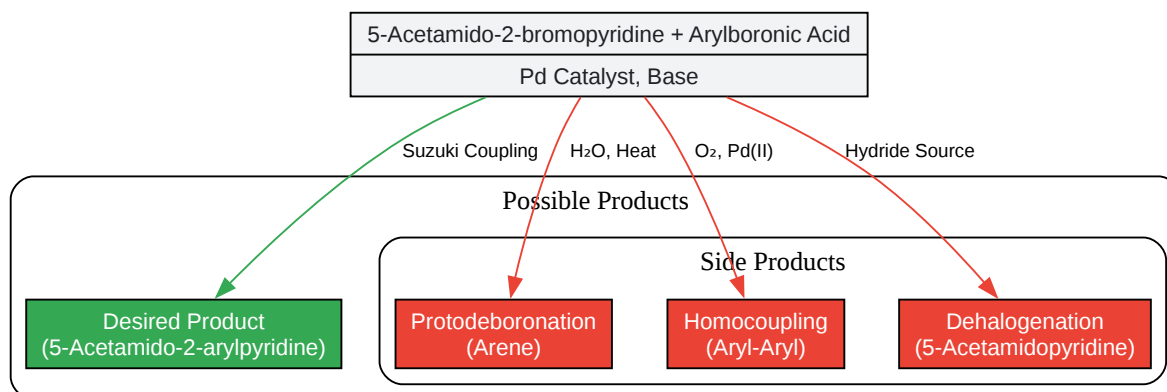 5-Acetamido-2-bromopyridine + Arylboronic Acid
Pd Catalyst, Base
Suzuki Coupling
H₂O, Heat
O₂, Pd(II)
Hydride Source
Possible Products
Side Products
Desired Product
(5-Acetamido-2-arylpyridine)
Protodeboronation
(Arene)
Homocoupling
(Aryl-Aryl)
Dehalogenation
(5-Acetamidopyridine)